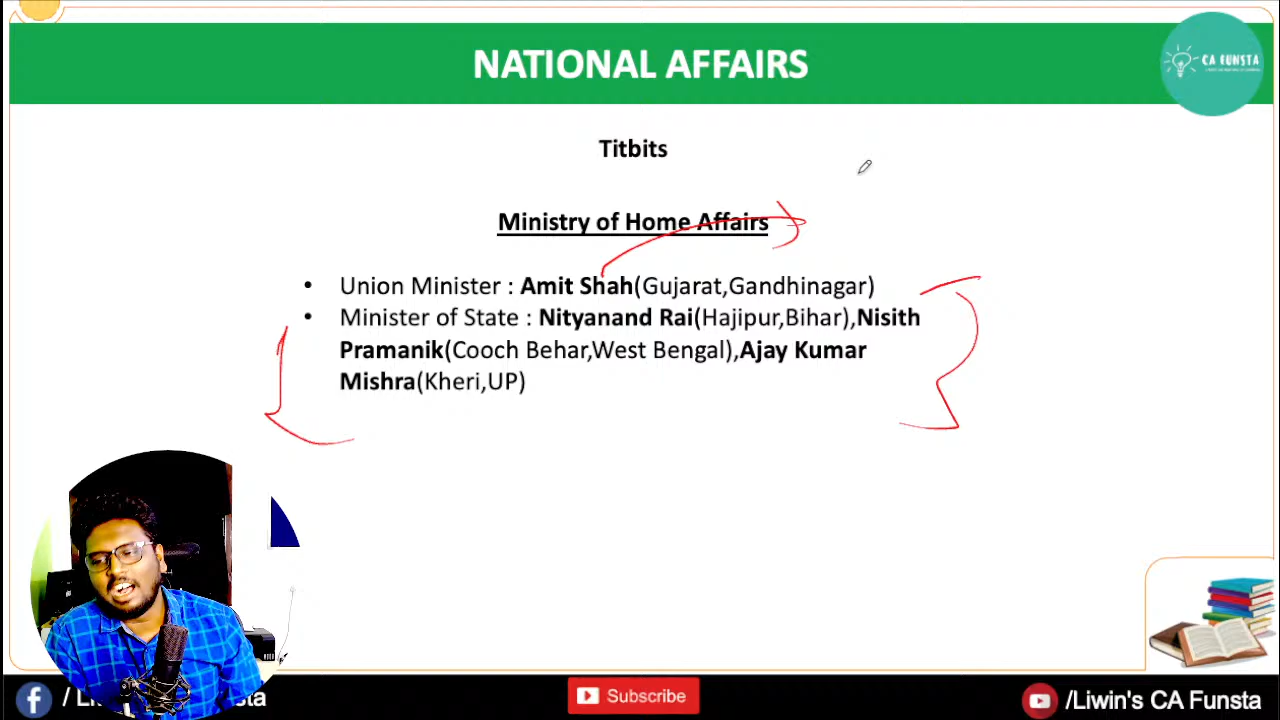 NATIONAL AFFAIRS
CA FUNSTA
Titbits
Ministry of Home Affairs
• Union Minister : Amit Shah(Gujarat,Gandhinagar)
• Minister of State : Nityanand Rai(Hajipur,Bihar),Nisith
Pramanik(Cooch Behar,West Bengal),Ajay Kumar
Mishra(Kheri,UP)
Subscribe
/Liwin's CA Funsta